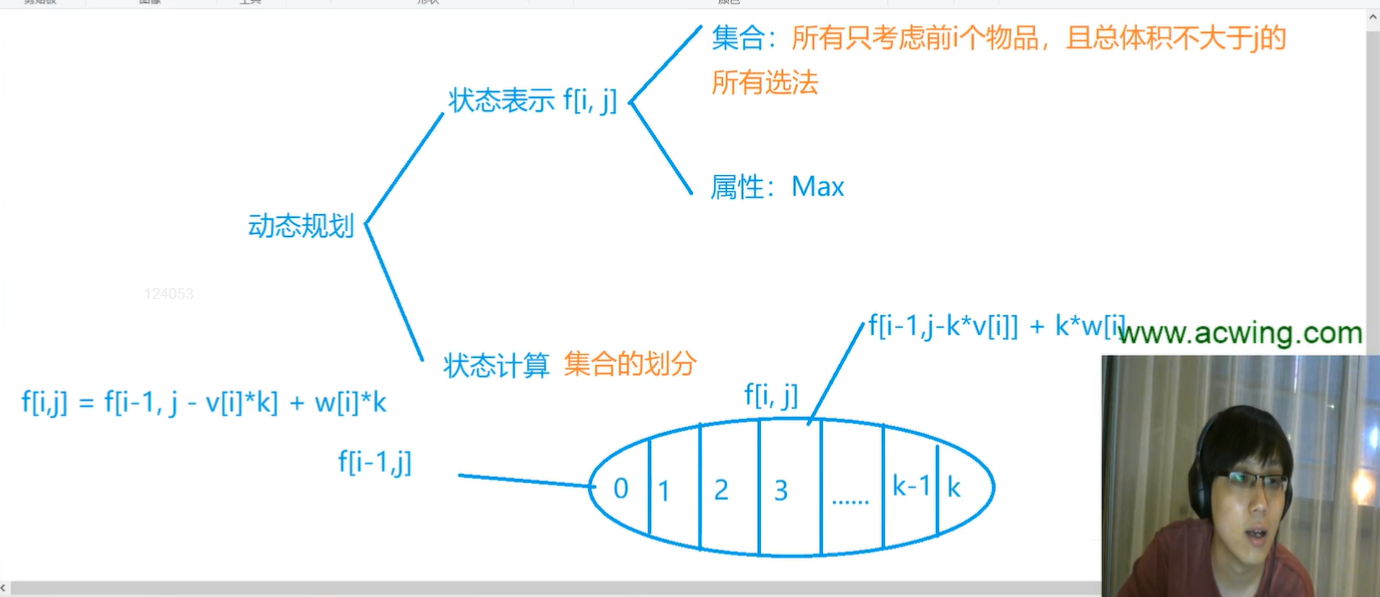 集合：所有只考虑前i个物品，且总体积不大于j的
所有选法
状态表示 f[i, j]
属性：Max
动态规划
124053
f[i-1,j-k*v[i]] + k*w[i]
www.acwing.com
状态计算 集合的划分
f[i, j]
f[i,j] = f[i-1, j - v[i]*k] + w[i]*k
f[i-1,j]
0 1 2 3 ...... k-1 k